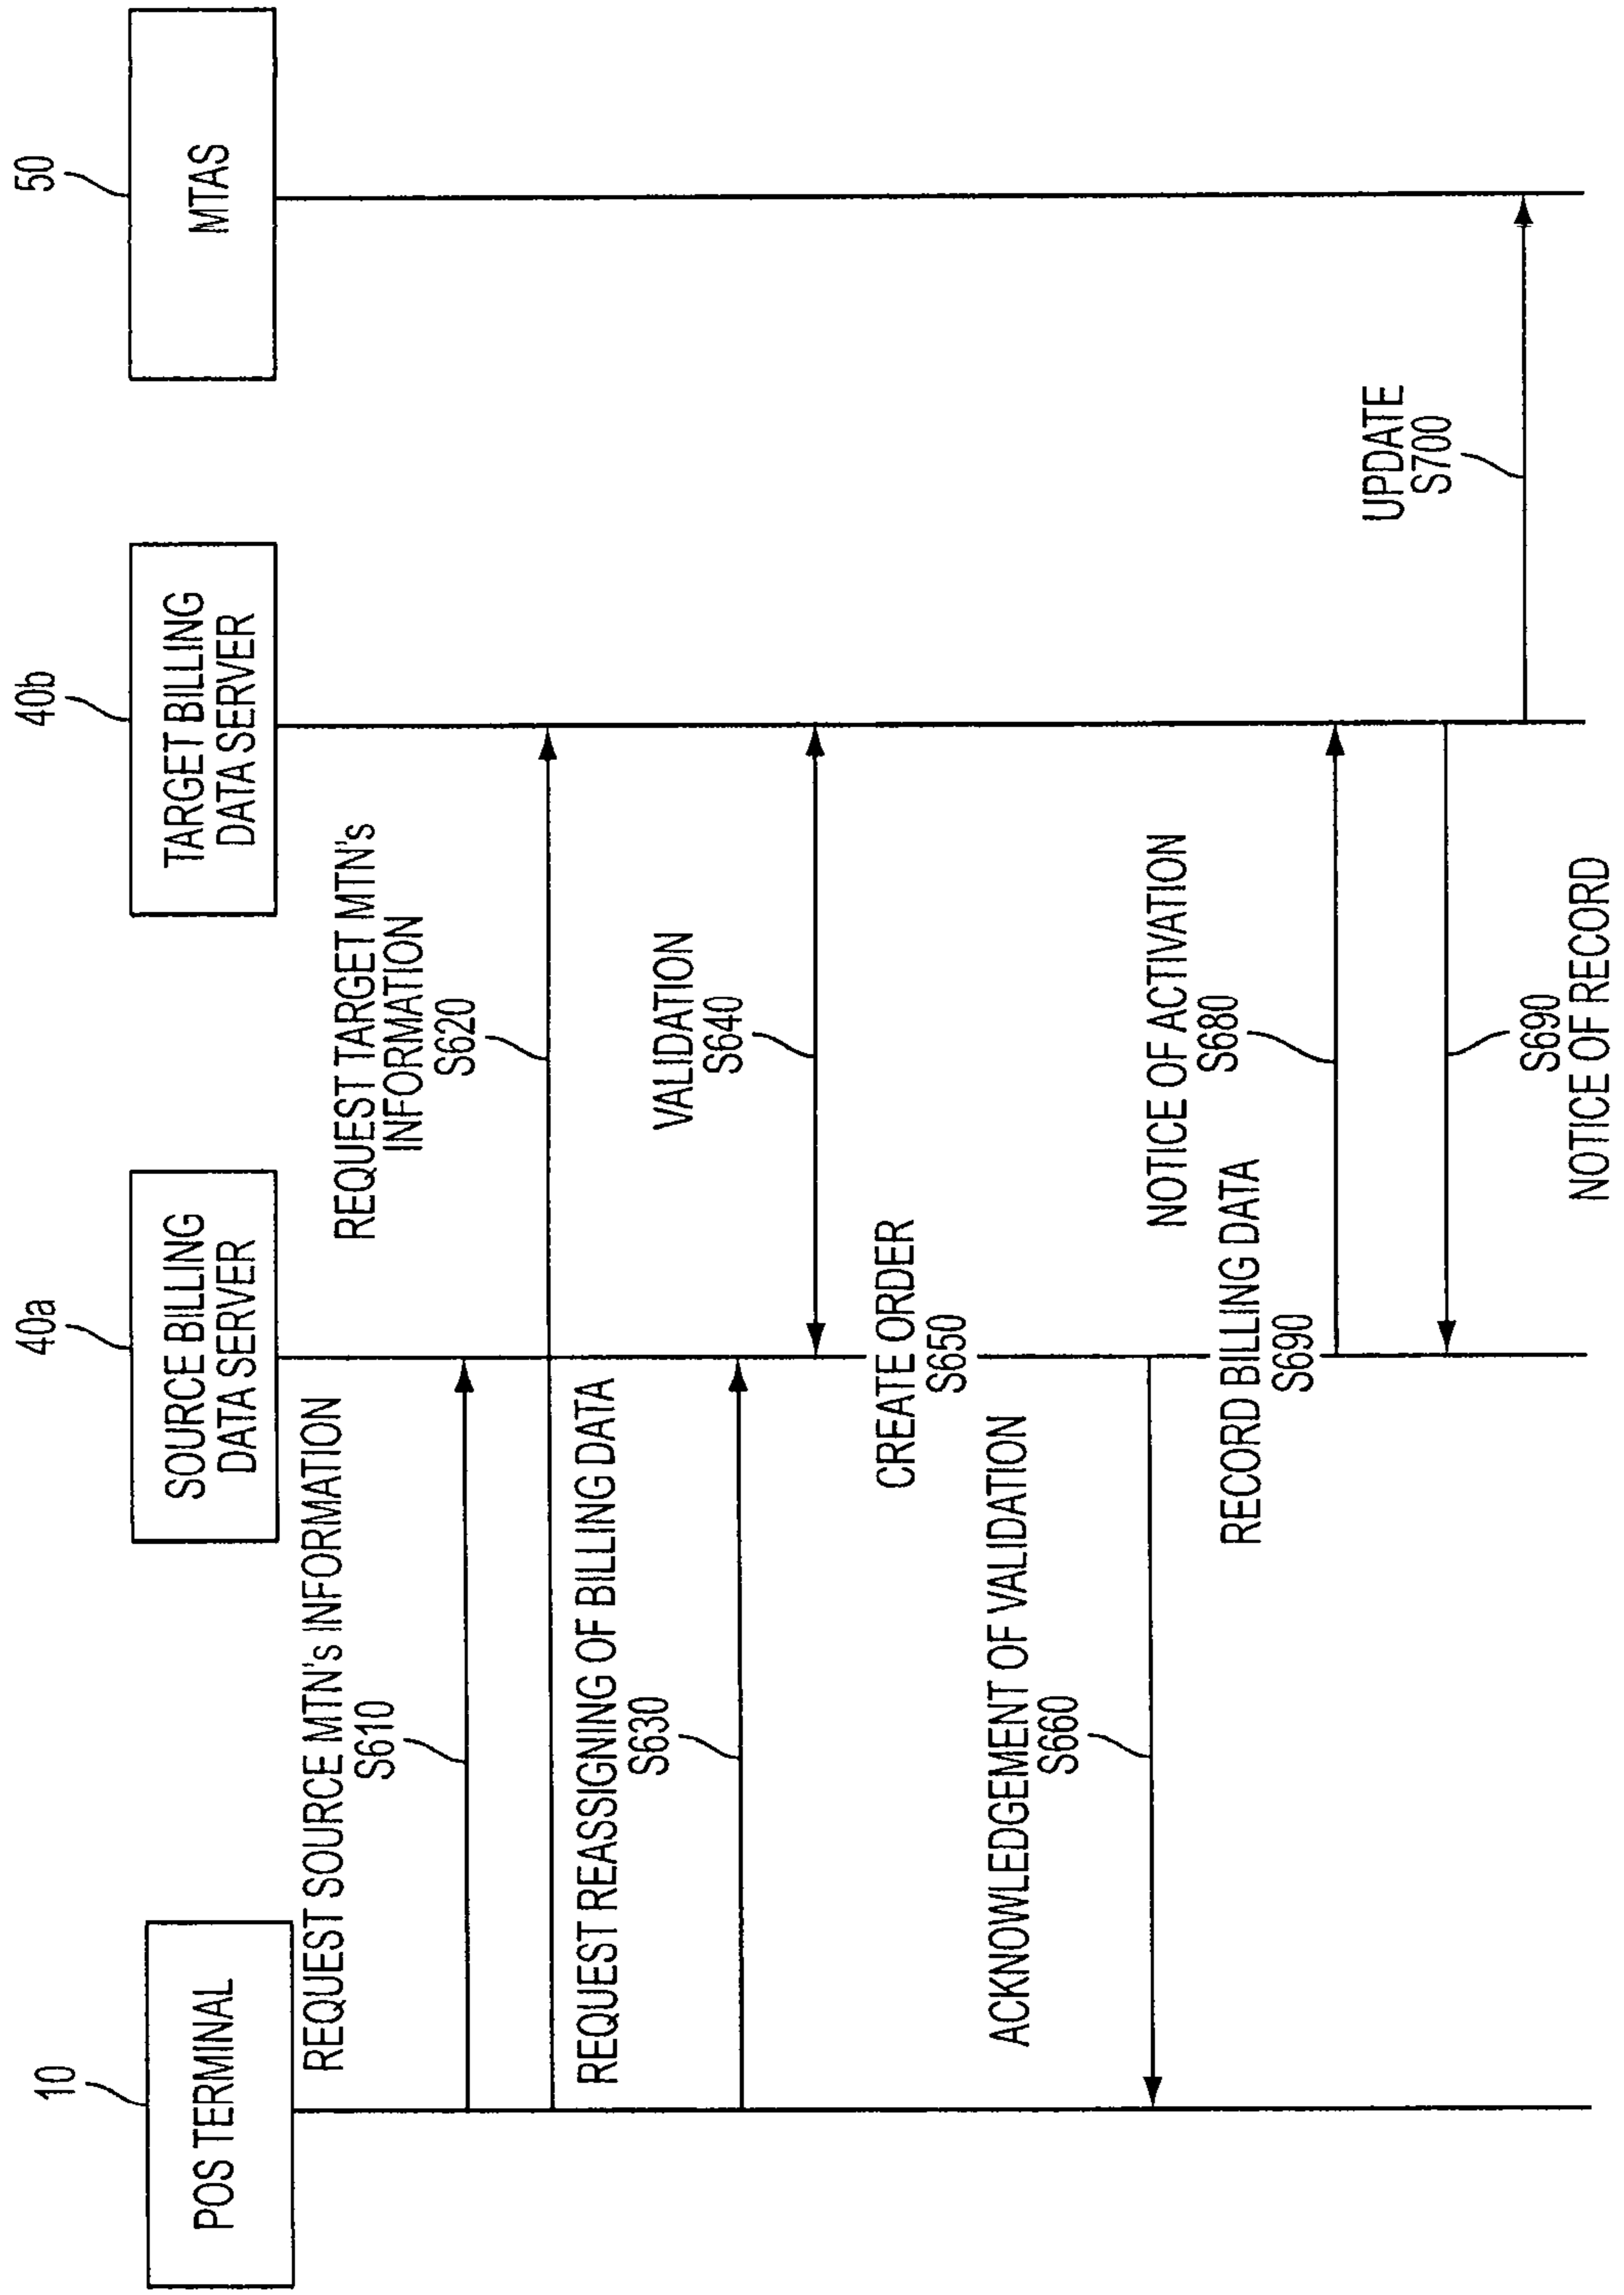 10
POS TERMINAL
40a
SOURCE BILLING
DATA SERVER
40b
TARGET BILLING
DATA SERVER
50
MTAS
REQUEST SOURCE MTN's INFORMATION
S610
REQUEST TARGET MTN's
INFORMATION
S620
REQUEST REASSIGNING OF BILLING DATA
S630
VALIDATION
S640
CREATE ORDER
S650
ACKNOWLEDGEMENT OF VALIDATION
S660
NOTICE OF ACTIVATION
S680
RECORD BILLING DATA
S690
UPDATE
S700
S690
NOTICE OF RECORD